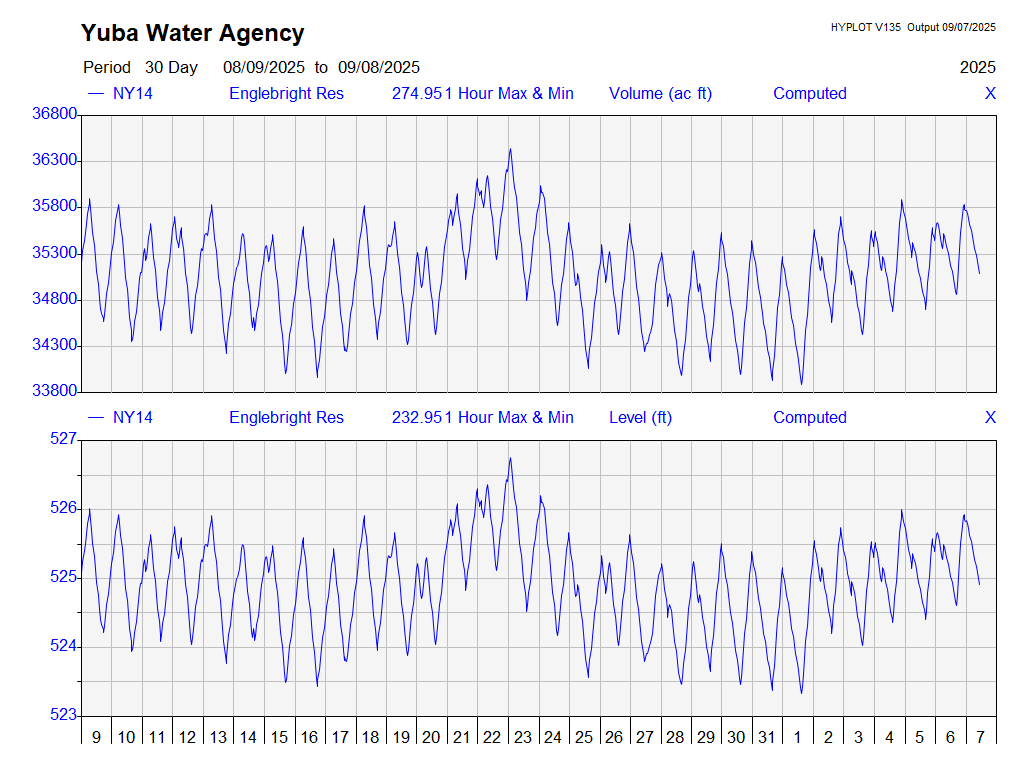 Yuba Water Agency
HYPLOT V135 Output 09/07/2025
Period 30 Day 08/09/2025 to 09/08/2025 2025
NY14 Englebright Res 274.951 Hour Max & Min Volume (ac ft) Computed X
36800
36300
35800
35300
34800
34300
33800
NY14 Englebright Res 232.951 Hour Max & Min Level (ft) Computed X
527
526
525
524
523
9 10 11 12 13 14 15 16 17 18 19 20 21 22 23 24 25 26 27 28 29 30 31 1 2 3 4 5 6 7